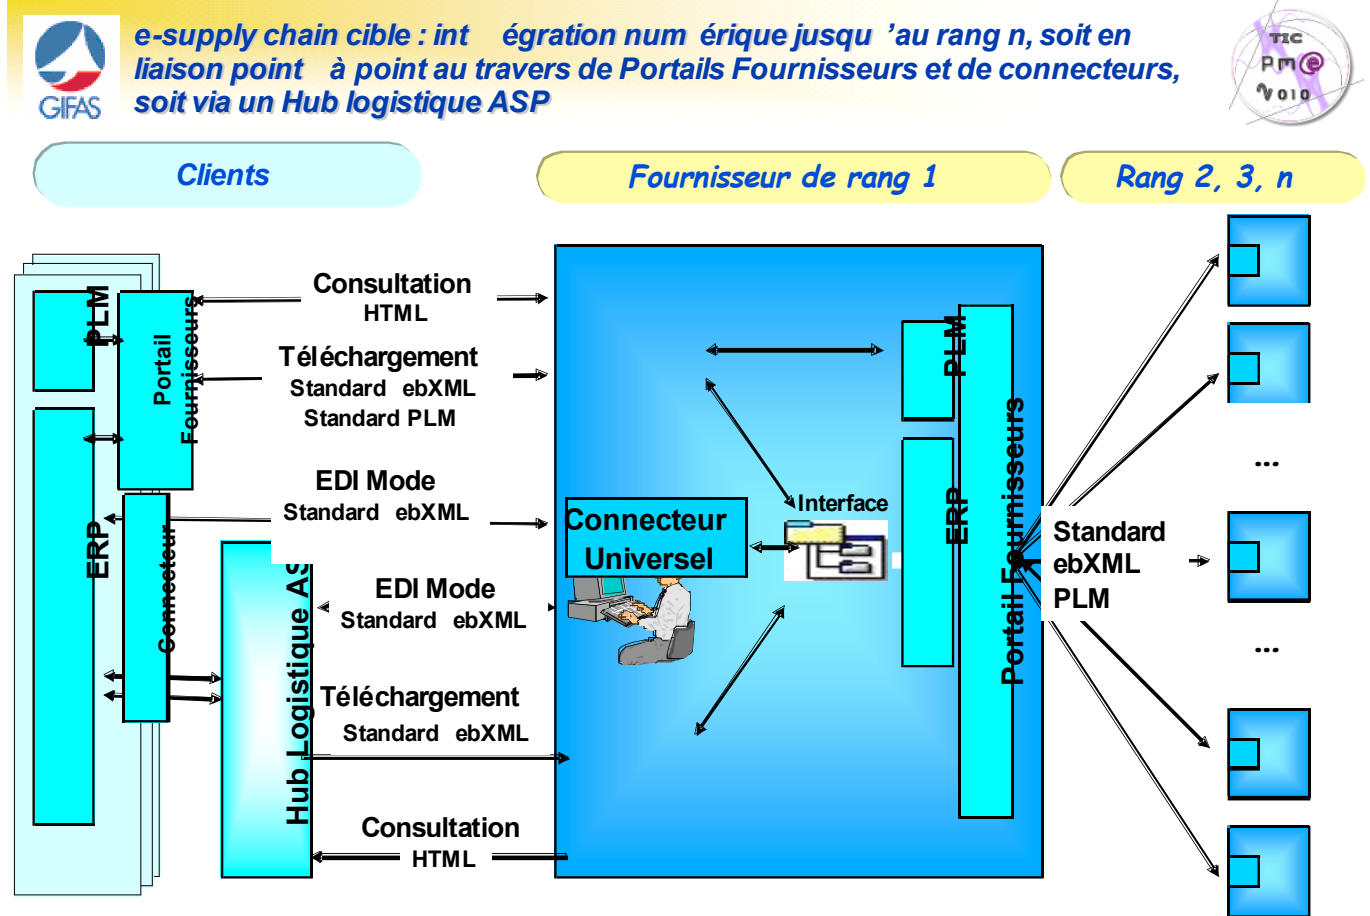 e-supply chain cible : int égration num érique jusqu ’au rang n, soit en
liaison point à point au travers de Portails Fournisseurs et de connecteurs,
soit via un Hub logistique ASP
GIFAS
TIC
Pm@
2010
Clients
Fournisseur de rang 1
Rang 2, 3, n
PLM
Portail
Fournisseurs
ERP
Connecteur
Consultation
HTML
Téléchargement
Standard ebXML
Standard PLM
EDI Mode
Standard ebXML
Hub Logistique AS
EDI Mode
Standard ebXML
Téléchargement
Standard ebXML
Consultation
HTML
Connecteur
Universel
Interface
PLM
ERP
Portail Fournisseurs
Standard
ebXML
PLM
...
...